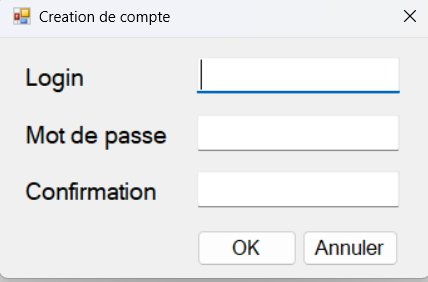 Creation de compte
Login
Mot de passe
Confirmation
OK Annuler